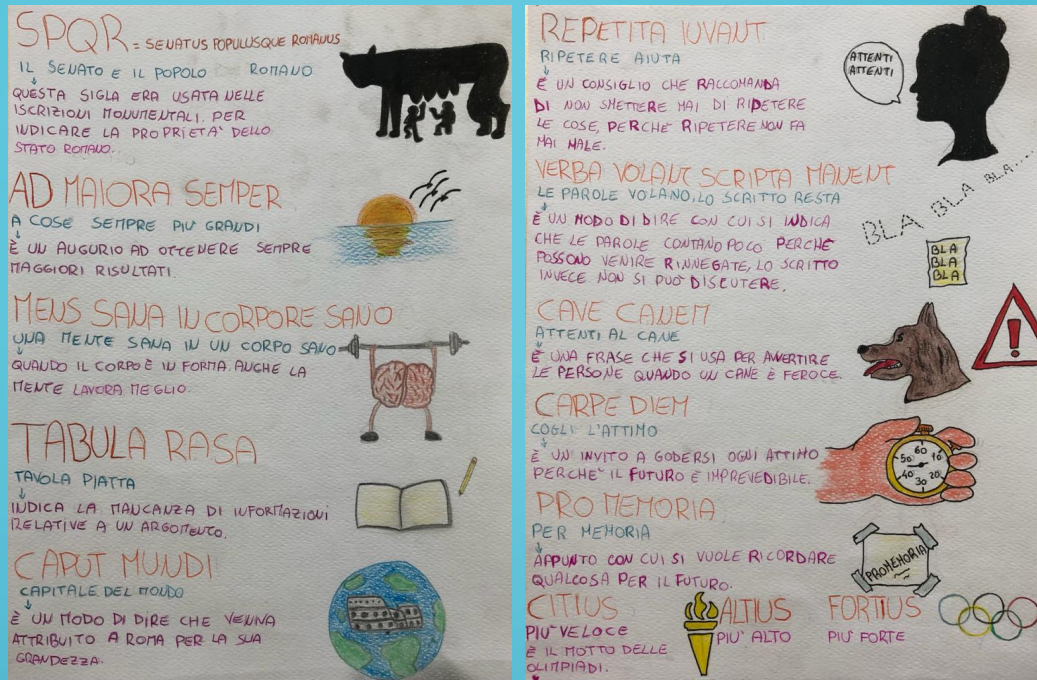 SPQR = SENATUS POPULUSQUE ROMANUS
IL SENATO E IL POPOLO ROMANO
QUESTA SIGLA ERA USATA NELLE
ISCRIZIONI MONUMENTALI. PER
INDICARE LA PROPRIETA' DELLO
STATO ROMANO.
AD MAIORA SEMPER
A COSE SEMPRE PIU' GRANDI
È UN AUGURIO AD OTTENERE SEMPRE
MAGGIORI RISULTATI.
MENS SANA IN CORPORE SANO
UNA MENTE SANA IN UN CORPO SANO
QUANDO IL CORPO È IN FORMA. ANCHE LA
MENTE LAVORA MEGLIO.
TABULA RASA
TAVOLA PIATTA
INDICA LA MANCANZA DI INFORMAZIONI
RELATIVE A UN ARGOMENTO.
CAPUT MUNDI
CAPITALE DEL MONDO
È UN MODO DI DIRE CHE VENIVA
ATTRIBUITO A ROMA PER LA SUA
GRANDEZZA.
REPETITA IUVANT
RIPETERE AIUTA
È UN CONSIGLIO CHE RACCOMANDA
DI NON SMETTERE MAI DI RIPETERE
LE COSE, PERCHÈ RIPETERE NON FA
MAI MALE.
ATTENTI
ATTENTI
VERBA VOLANT SCRIPTA MANENT
LE PAROLE VOLANO, LO SCRITTO RESTA
È UN MODO DI DIRE CON CUI SI INDICA
CHE LE PAROLE CONTANO POCO PERCHÈ
POSSONO VENIRE RINNEGATE, LO SCRITTO
INVECE NON SI PUO' DISCUTERE.
BLA BLA BLA....
BLA
BLA
BLA
CAVE CANEM
ATTENTI AL CANE
È UNA FRASE CHE SI USA PER AVVERTIRE
LE PERSONE QUANDO UN CANE È FEROCE.
!
CARPE DIEM
COGLI L'ATTIMO
È UN INVITO A GODERSI OGNI ATTIMO
PERCHE' IL FUTURO È IMPREVEDIBILE.
60
50 10
40 20
30
PRO MEMORIA
PER MEMORIA
APPUNTO CON CUI SI VUOLE RICORDARE
QUALCOSA PER IL FUTURO.
PROMEMORIA
CITIUS ALTIUS FORTIUS
PIU' VELOCE PIU' ALTO PIU' FORTE
È IL MOTTO DELLE
OLIMPIADI.